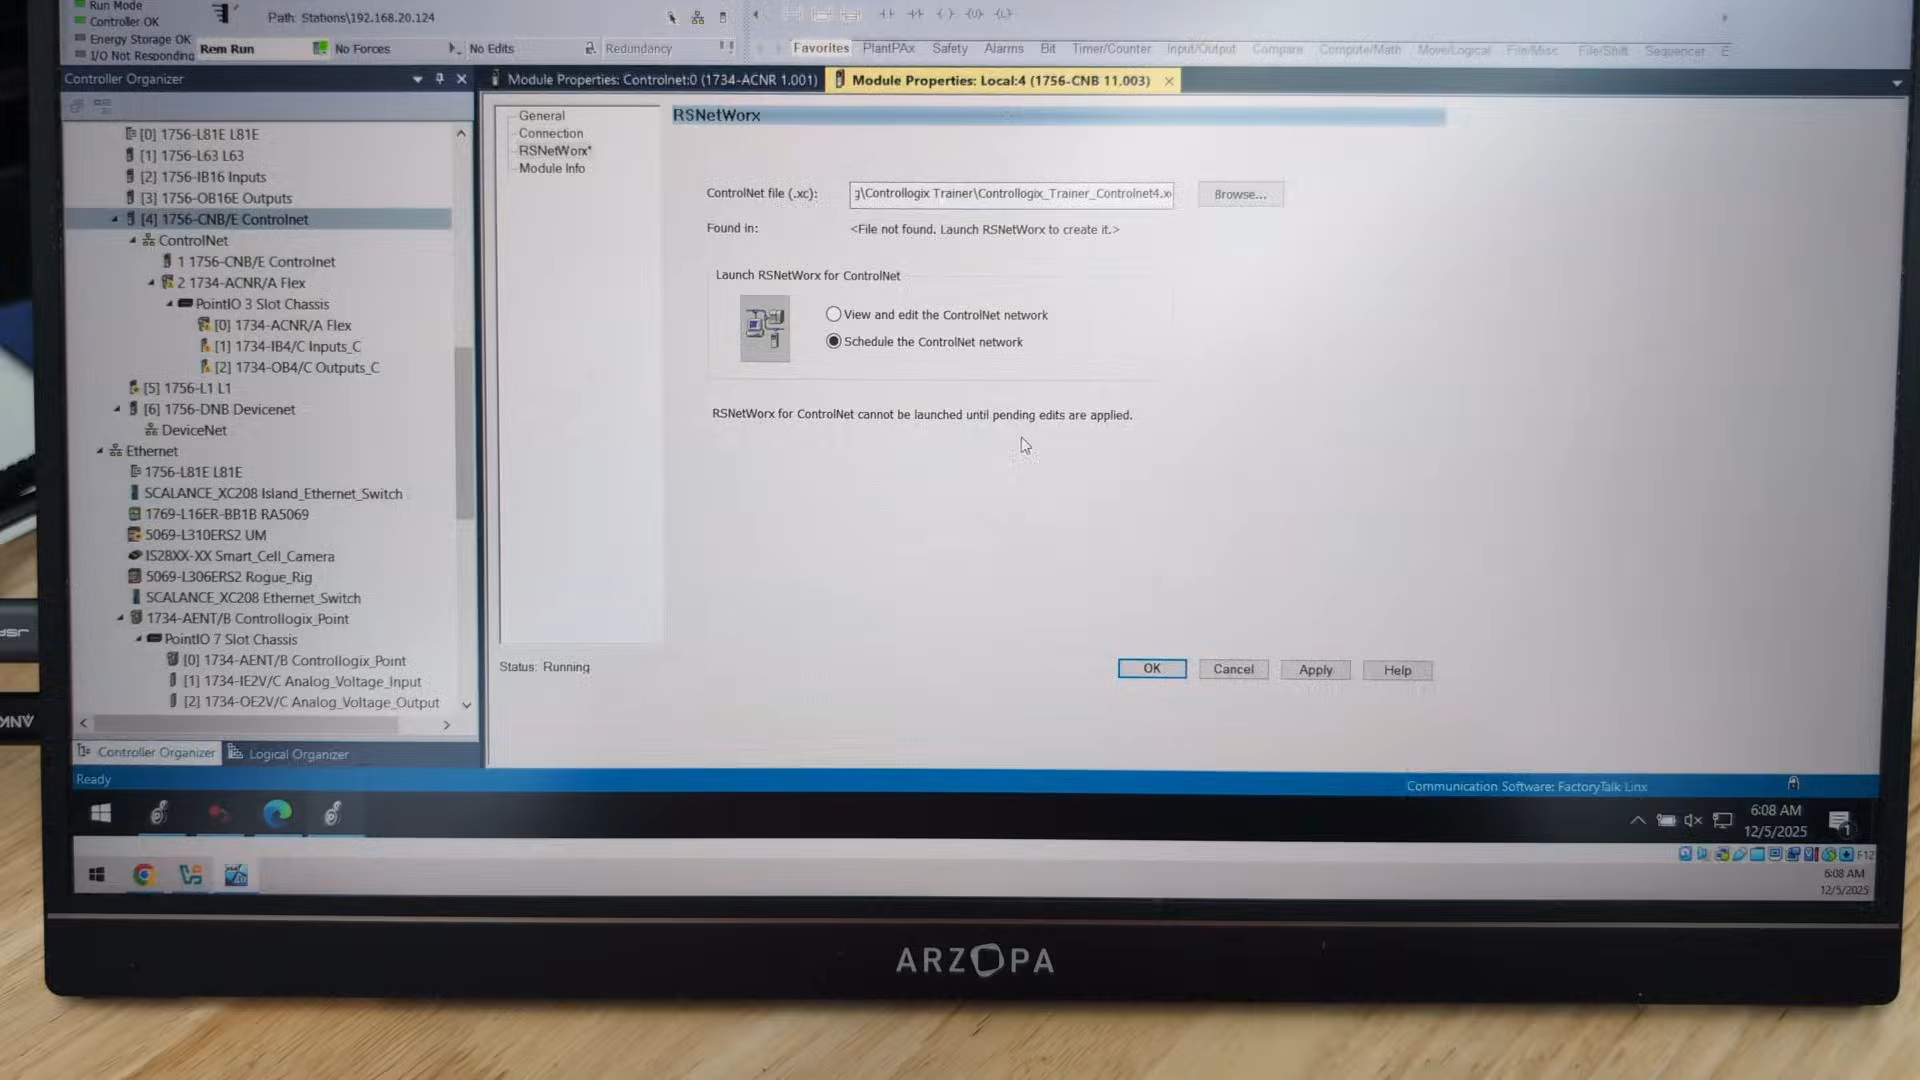 Run Mode
Controller OK
Energy Storage OK
I/O Not Responding
Path: Stations\192.168.20.124
Rem Run
No Forces
No Edits
Redundancy
Favorites PlantPAx Safety Alarms Bit Timer/Counter Input/Output Compare Compute/Math Move/Logical File/Misc File/Shift Sequencer E
Controller Organizer
Module Properties: Controlnet:0 (1734-ACNR 1.001)
Module Properties: Local:4 (1756-CNB 11.003)
[0] 1756-L81E L81E
[1] 1756-L63 L63
[2] 1756-IB16 Inputs
[3] 1756-OB16E Outputs
[4] 1756-CNB/E Controlnet
ControlNet
1 1756-CNB/E Controlnet
2 1734-ACNR/A Flex
PointIO 3 Slot Chassis
[0] 1734-ACNR/A Flex
[1] 1734-IB4/C Inputs_C
[2] 1734-OB4/C Outputs_C
[5] 1756-L1 L1
[6] 1756-DNB Devicenet
DeviceNet
Ethernet
1756-L81E L81E
SCALANCE_XC208 Island_Ethernet_Switch
1769-L16ER-BB1B RA5069
5069-L310ERS2 UM
IS28XX-XX Smart_Cell_Camera
5069-L306ERS2 Rogue_Rig
SCALANCE_XC208 Ethernet_Switch
1734-AENT/B Controllogix_Point
PointIO 7 Slot Chassis
[0] 1734-AENT/B Controllogix_Point
[1] 1734-IE2V/C Analog_Voltage_Input
[2] 1734-OE2V/C Analog_Voltage_Output
Controller Organizer
Logical Organizer
General
Connection
RSNetWorx*
Module Info
RSNetWorx
ControlNet file (.xc):
g\Controllogix Trainer\Controllogix_Trainer_Controlnet4.xc
Browse...
Found in:
<File not found. Launch RSNetWorx to create it.>
Launch RSNetWorx for ControlNet
View and edit the ControlNet network
Schedule the ControlNet network
RSNetWorx for ControlNet cannot be launched until pending edits are applied.
Status: Running
OK
Cancel
Apply
Help
Ready
Communication Software: FactoryTalk Linx
6:08 AM
12/5/2025
1
F12
6:08 AM
12/5/2025
ARZOPA